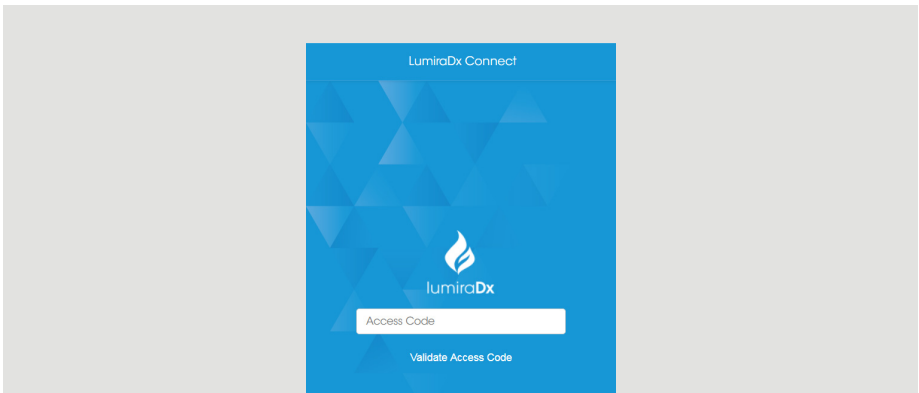 LumiraDx Connect
lumiraDx
Access Code
Validate Access Code